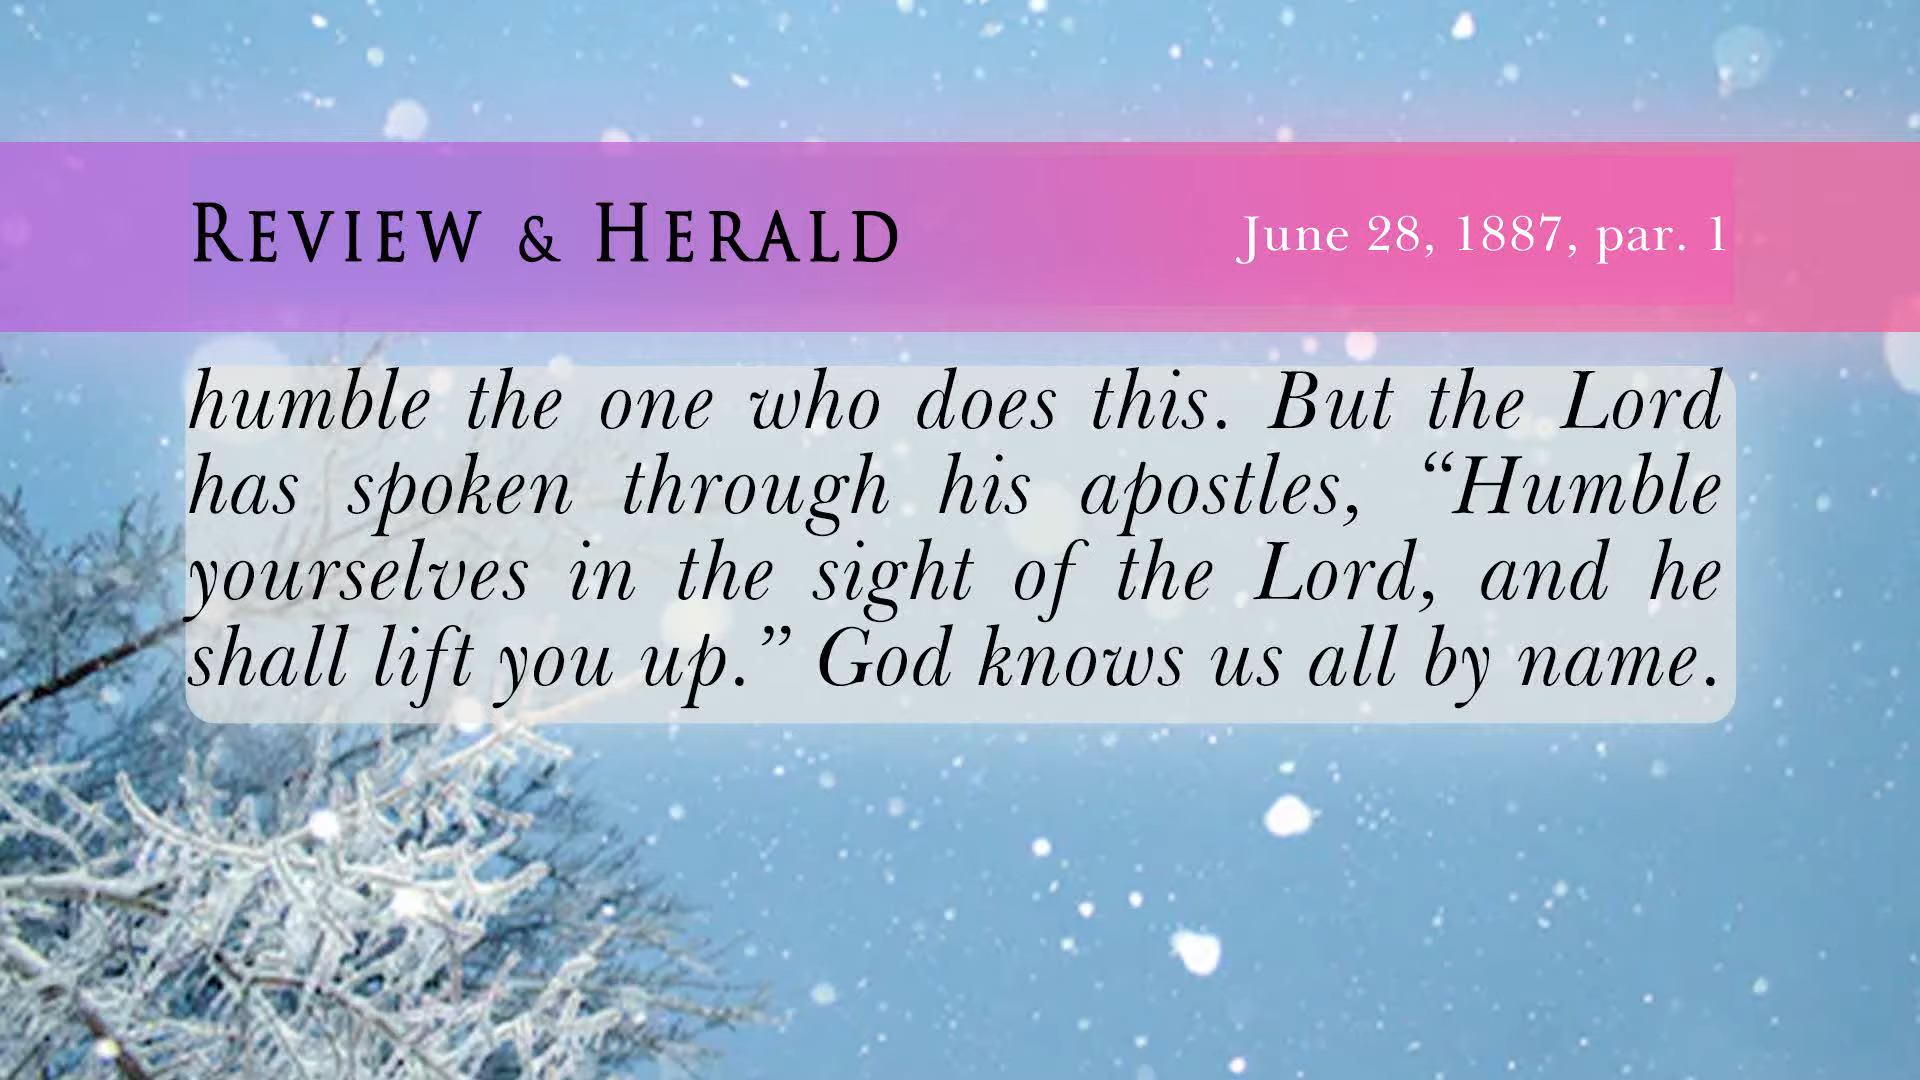 Review & Herald
June 28, 1887, par. 1
humble the one who does this. But the Lord
has spoken through his apostles, “Humble
yourselves in the sight of the Lord, and he
shall lift you up.” God knows us all by name.